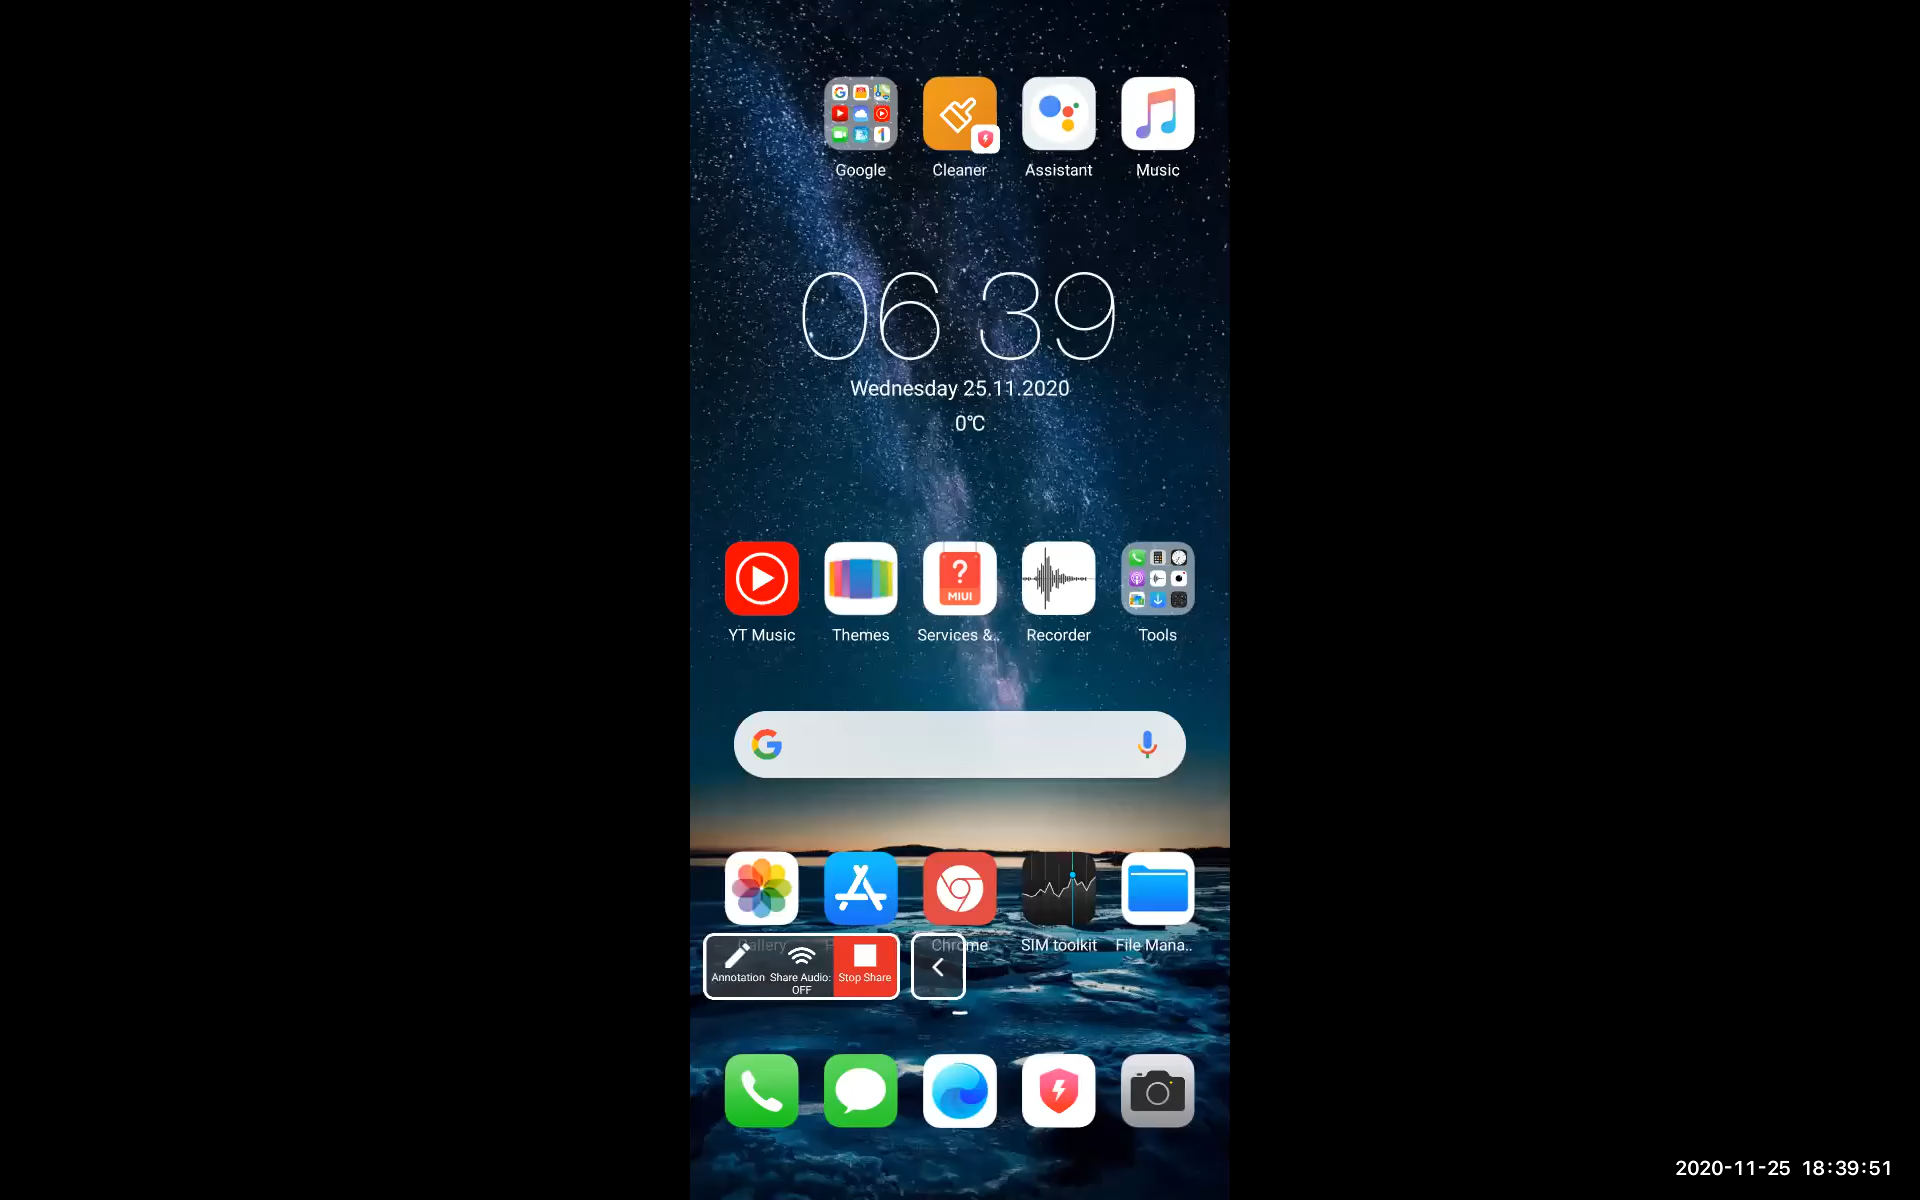 Google Cleaner Assistant Music
06 39
Wednesday 25.11.2020
0°C
MIUI
YT Music Themes Services &.. Recorder Tools
Gallery Chrome SIM toolkit File Mana..
Annotation Share Audio: OFF Stop Share
2020-11-25 18:39:51